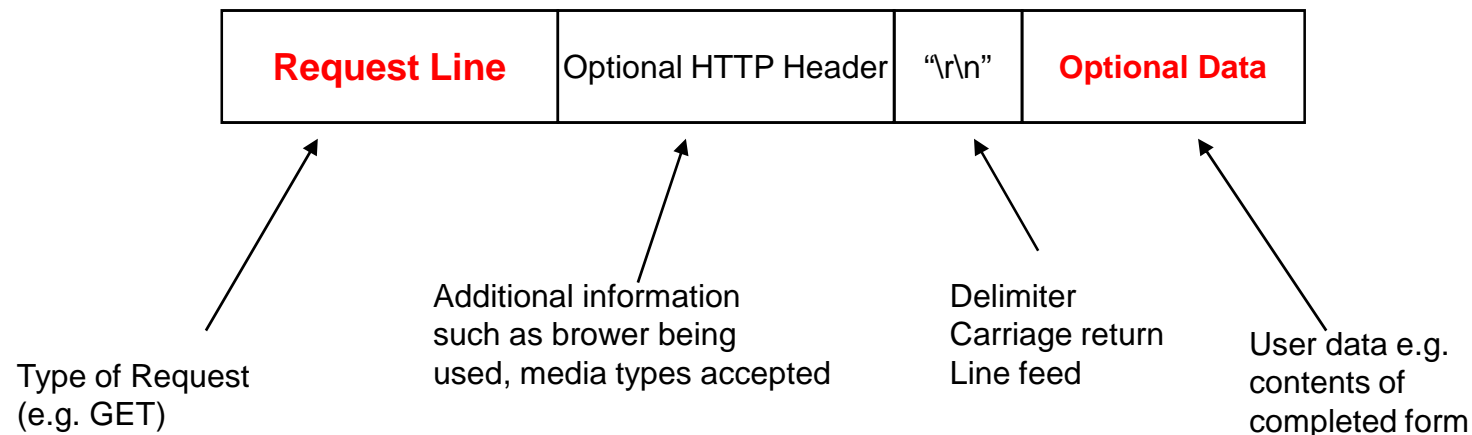 Request Line
Optional HTTP Header
“\r\n”
Optional Data
Type of Request
(e.g. GET)
Additional information
such as brower being
used, media types accepted
Delimiter
Carriage return
Line feed
User data e.g.
contents of
completed form